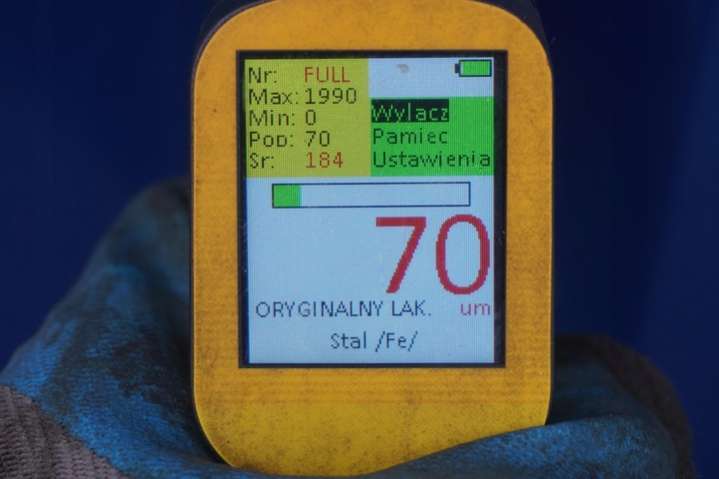 Nr: FULL
Max: 1990
Min: 0
Pop: 70
Sr: 184
Wylacz
Pamiec
Ustawienia
70
ORYGINALNY LAK. um
Stal /Fe/